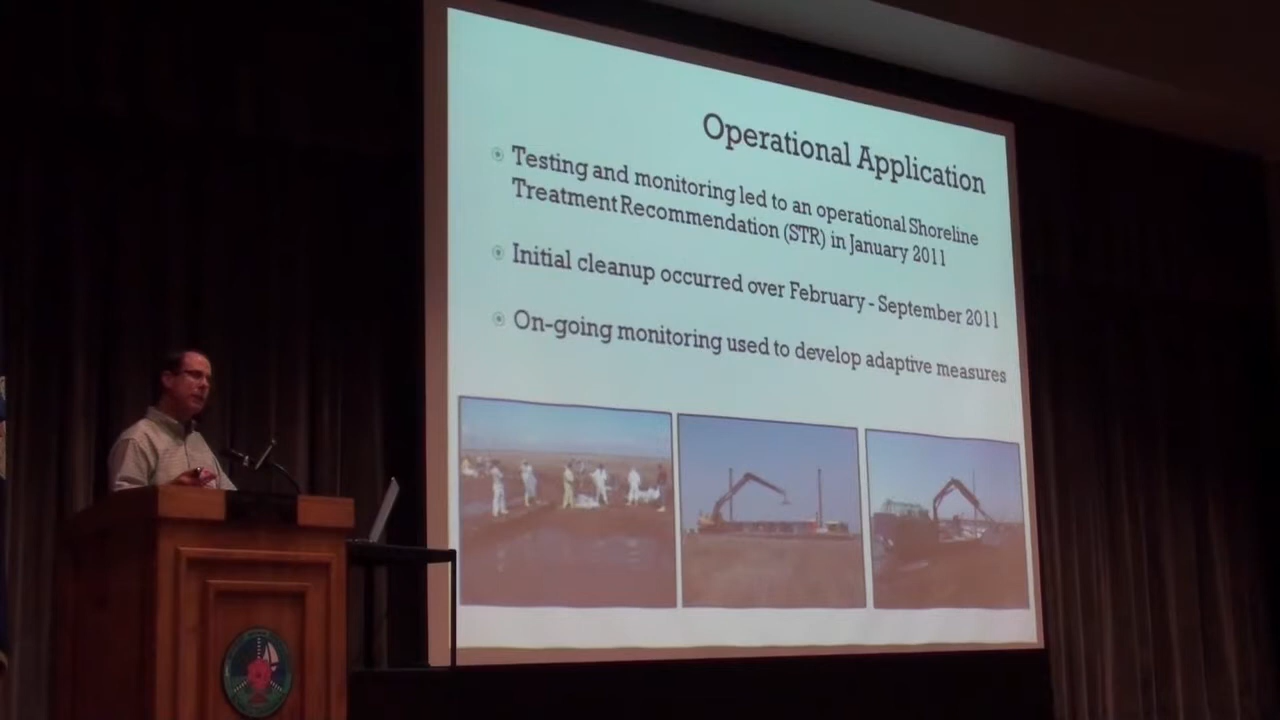 Operational Application
Testing and monitoring led to an operational Shoreline
Treatment Recommendation (STR) in January 2011
Initial cleanup occurred over February - September 2011
On-going monitoring used to develop adaptive measures